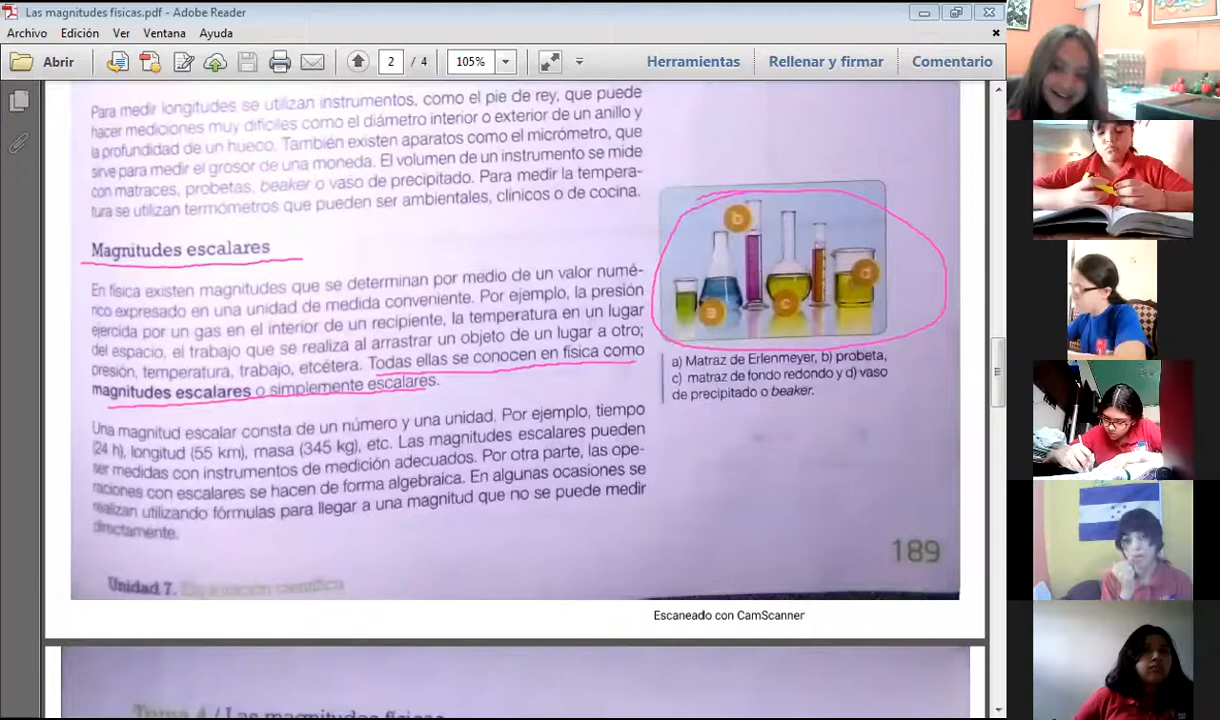 Las magnitudes físicas.pdf - Adobe Reader
Archivo Edición Ver Ventana Ayuda
Abrir 2 / 4 105% Herramientas Rellenar y firmar Comentario
Para medir longitudes se utilizan instrumentos, como el pie de rey, que puede
hacer mediciones muy difíciles como el diámetro interior o exterior de un anillo y
la profundidad de un hueco. También existen aparatos como el micrómetro, que
sirve para medir el grosor de una moneda. El volumen de un instrumento se mide
con matraces, probetas, beaker o vaso de precipitado. Para medir la tempera-
tura se utilizan termómetros que pueden ser ambientales, clínicos o de cocina.
Magnitudes escalares
En física existen magnitudes que se determinan por medio de un valor numé-
rico expresado en una unidad de medida conveniente. Por ejemplo, la presión
ejercida por un gas en el interior de un recipiente, la temperatura en un lugar
del espacio, el trabajo que se realiza al arrastrar un objeto de un lugar a otro;
presión, temperatura, trabajo, etcétera. Todas ellas se conocen en física como
magnitudes escalares o simplemente escalares.
Una magnitud escalar consta de un número y una unidad. Por ejemplo, tiempo
(24 h), longitud (55 km), masa (345 kg), etc. Las magnitudes escalares pueden
ser medidas con instrumentos de medición adecuados. Por otra parte, las ope-
raciones con escalares se hacen de forma algebraica. En algunas ocasiones se
realizan utilizando fórmulas para llegar a una magnitud que no se puede medir
directamente.
b
a
c
d
a) Matraz de Erlenmeyer, b) probeta,
c) matraz de fondo redondo y d) vaso
de precipitado o beaker.
189
Unidad 7. Exploración científica
Escaneado con CamScanner
Tema 4 / Las magnitudes físicas